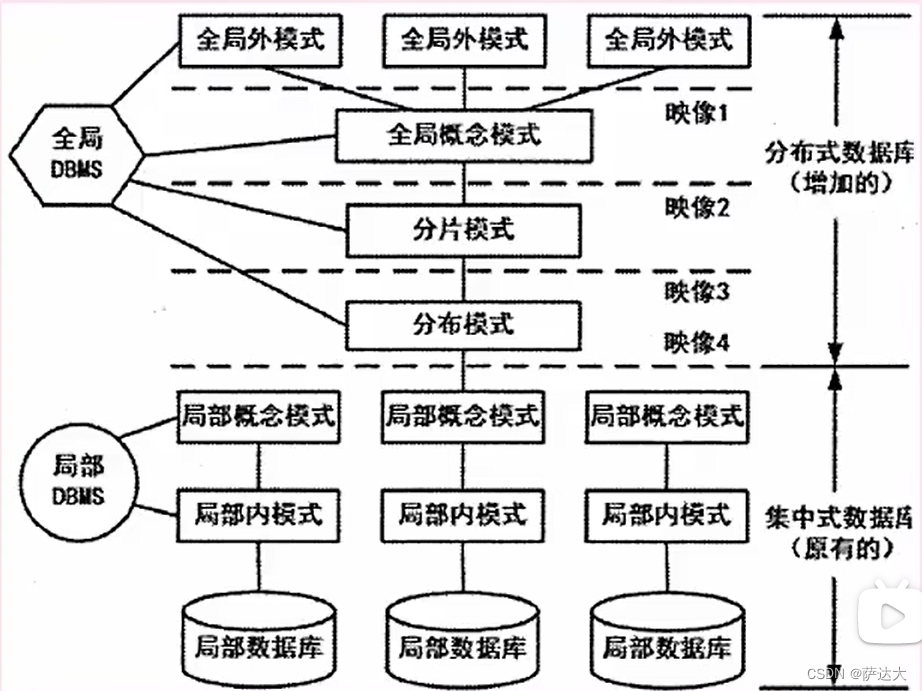 全局外模式 全局外模式 全局外模式
映像1
全局
DBMS
全局概念模式
分布式数据库
(增加的)
映像2
分片模式
映像3
分布模式
映像4
局部概念模式 局部概念模式 局部概念模式
局部
DBMS
局部内模式 局部内模式 局部内模式
集中式数据库
(原有的)
局部数据库 局部数据库 局部数据库
CSDN @萨达大